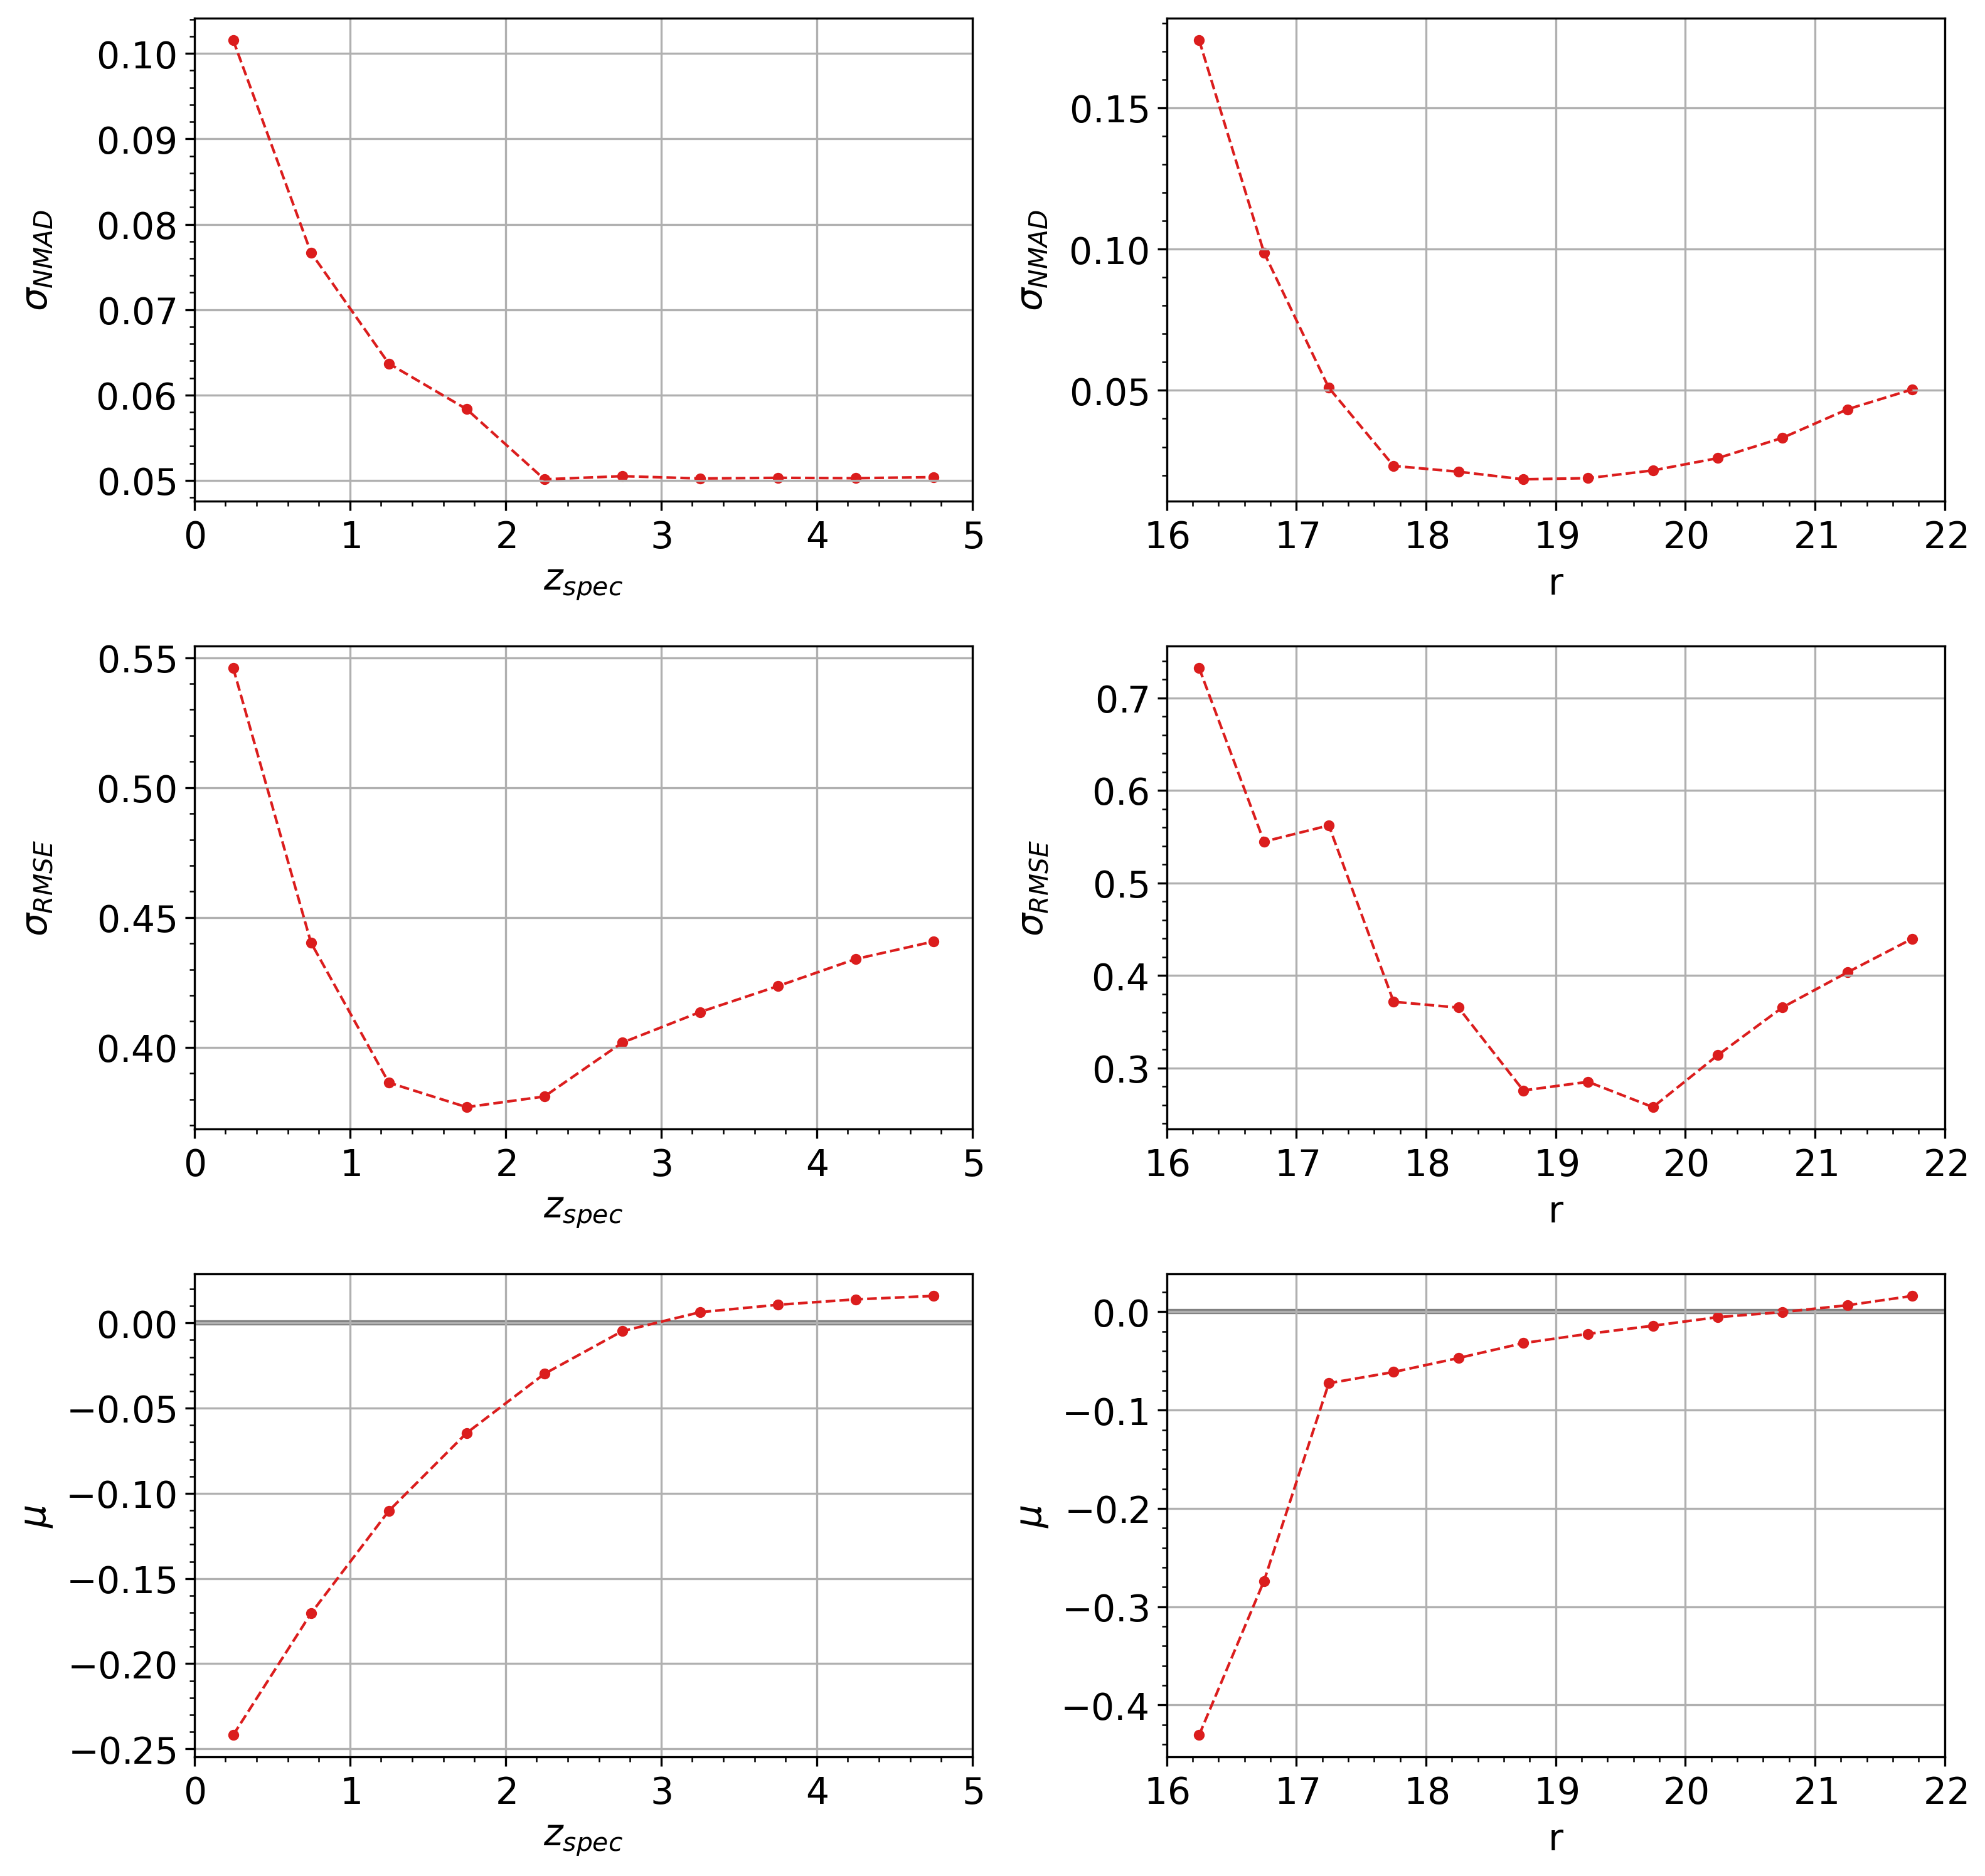 0.10
0.09
0.08
0.07
0.06
0.05
σNMAD
0 1 2 3 4 5
zspec
0.15
0.10
0.05
σNMAD
16 17 18 19 20 21 22
r
0.55
0.50
0.45
0.40
σRMSE
0 1 2 3 4 5
zspec
0.7
0.6
0.5
0.4
0.3
σRMSE
16 17 18 19 20 21 22
r
0.00
−0.05
−0.10
−0.15
−0.20
−0.25
μ
0 1 2 3 4 5
zspec
0.0
−0.1
−0.2
−0.3
−0.4
μ
16 17 18 19 20 21 22
r